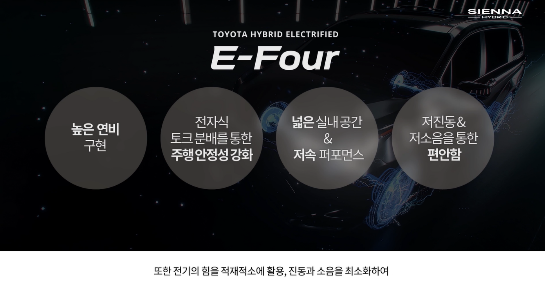 SIENNA
HYBRID
TOYOTA HYBRID ELECTRIFIED
E-Four
높은 연비
구현
전자식
토크 분배를 통한
주행 안정성 강화
넓은 실내 공간
&
저속 퍼포먼스
저진동 &
저소음을 통한
편안함
또한 전기의 힘을 적재적소에 활용, 진동과 소음을 최소화하여